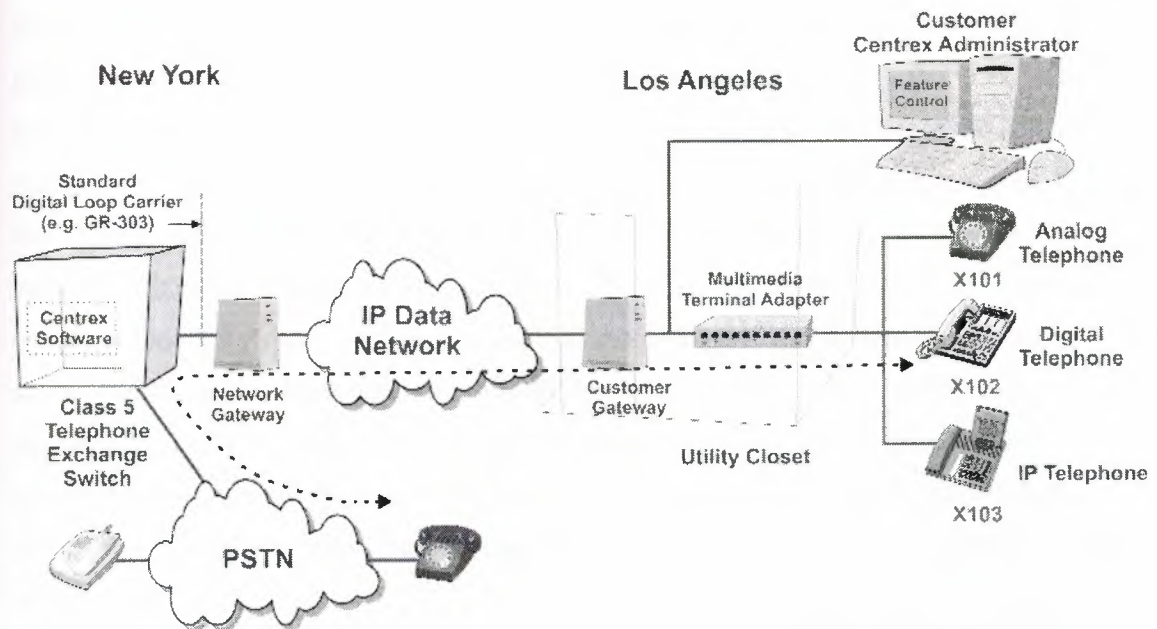 Customer
Centrex Administrator
New York
Los Angeles
Feature
Control
Standard
Digital Loop Carrier
(e.g. GR-303)
Analog
Telephone
X101
Multimedia
Terminal Adapter
Centrex
Software
IP Data
Network
Digital
Telephone
X102
Network
Gateway
Customer
Gateway
Class 5
Telephone
Exchange
Switch
Utility Closet
IP Telephone
X103
PSTN